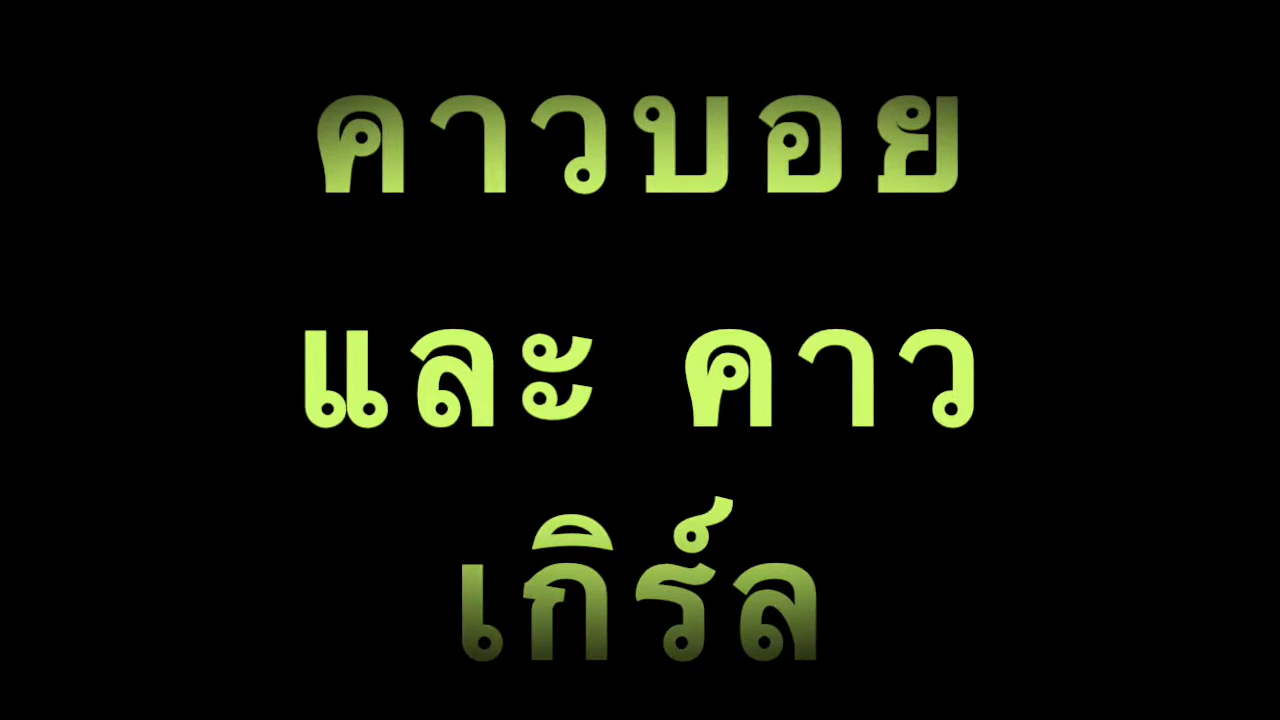 คาวบอย
และ คาว
เกิร์ล